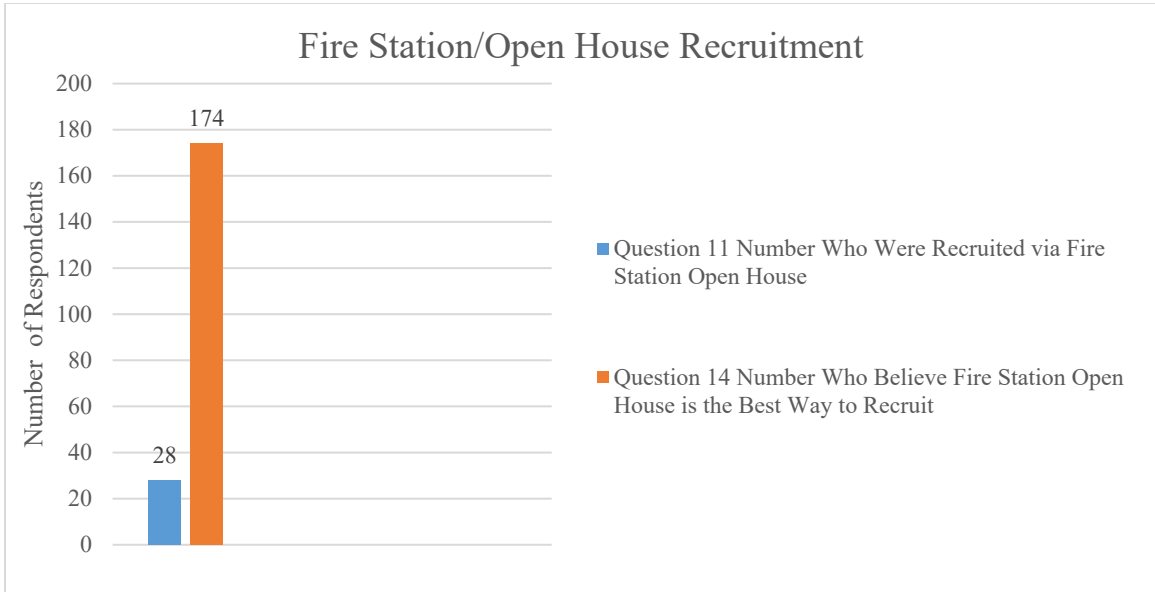 Fire Station/Open House Recruitment
Number of Respondents
200
180
160
140
120
100
80
60
40
20
0
174
28
Question 11 Number Who Were Recruited via Fire
Station Open House
Question 14 Number Who Believe Fire Station Open
House is the Best Way to Recruit